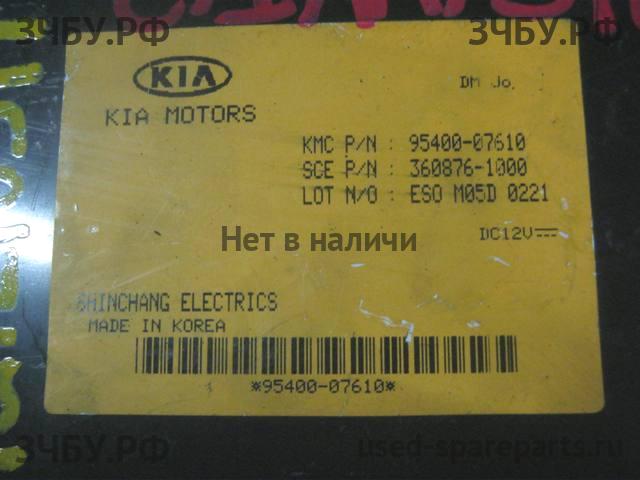 ЗЧБУ.РФ
ЗЧБУ.РФ
KIA
DM Jo.
KIA MOTORS
KMC P/N : 95400-07610
SCE P/N : 360876-1000
LOT N/O : ESO M05D 0221
Нет в наличи
DC12V
SHINCHANG ELECTRICS
MADE IN KOREA
*95400-07610*
ЗЧБУ.РФ
used-spareparts.ru